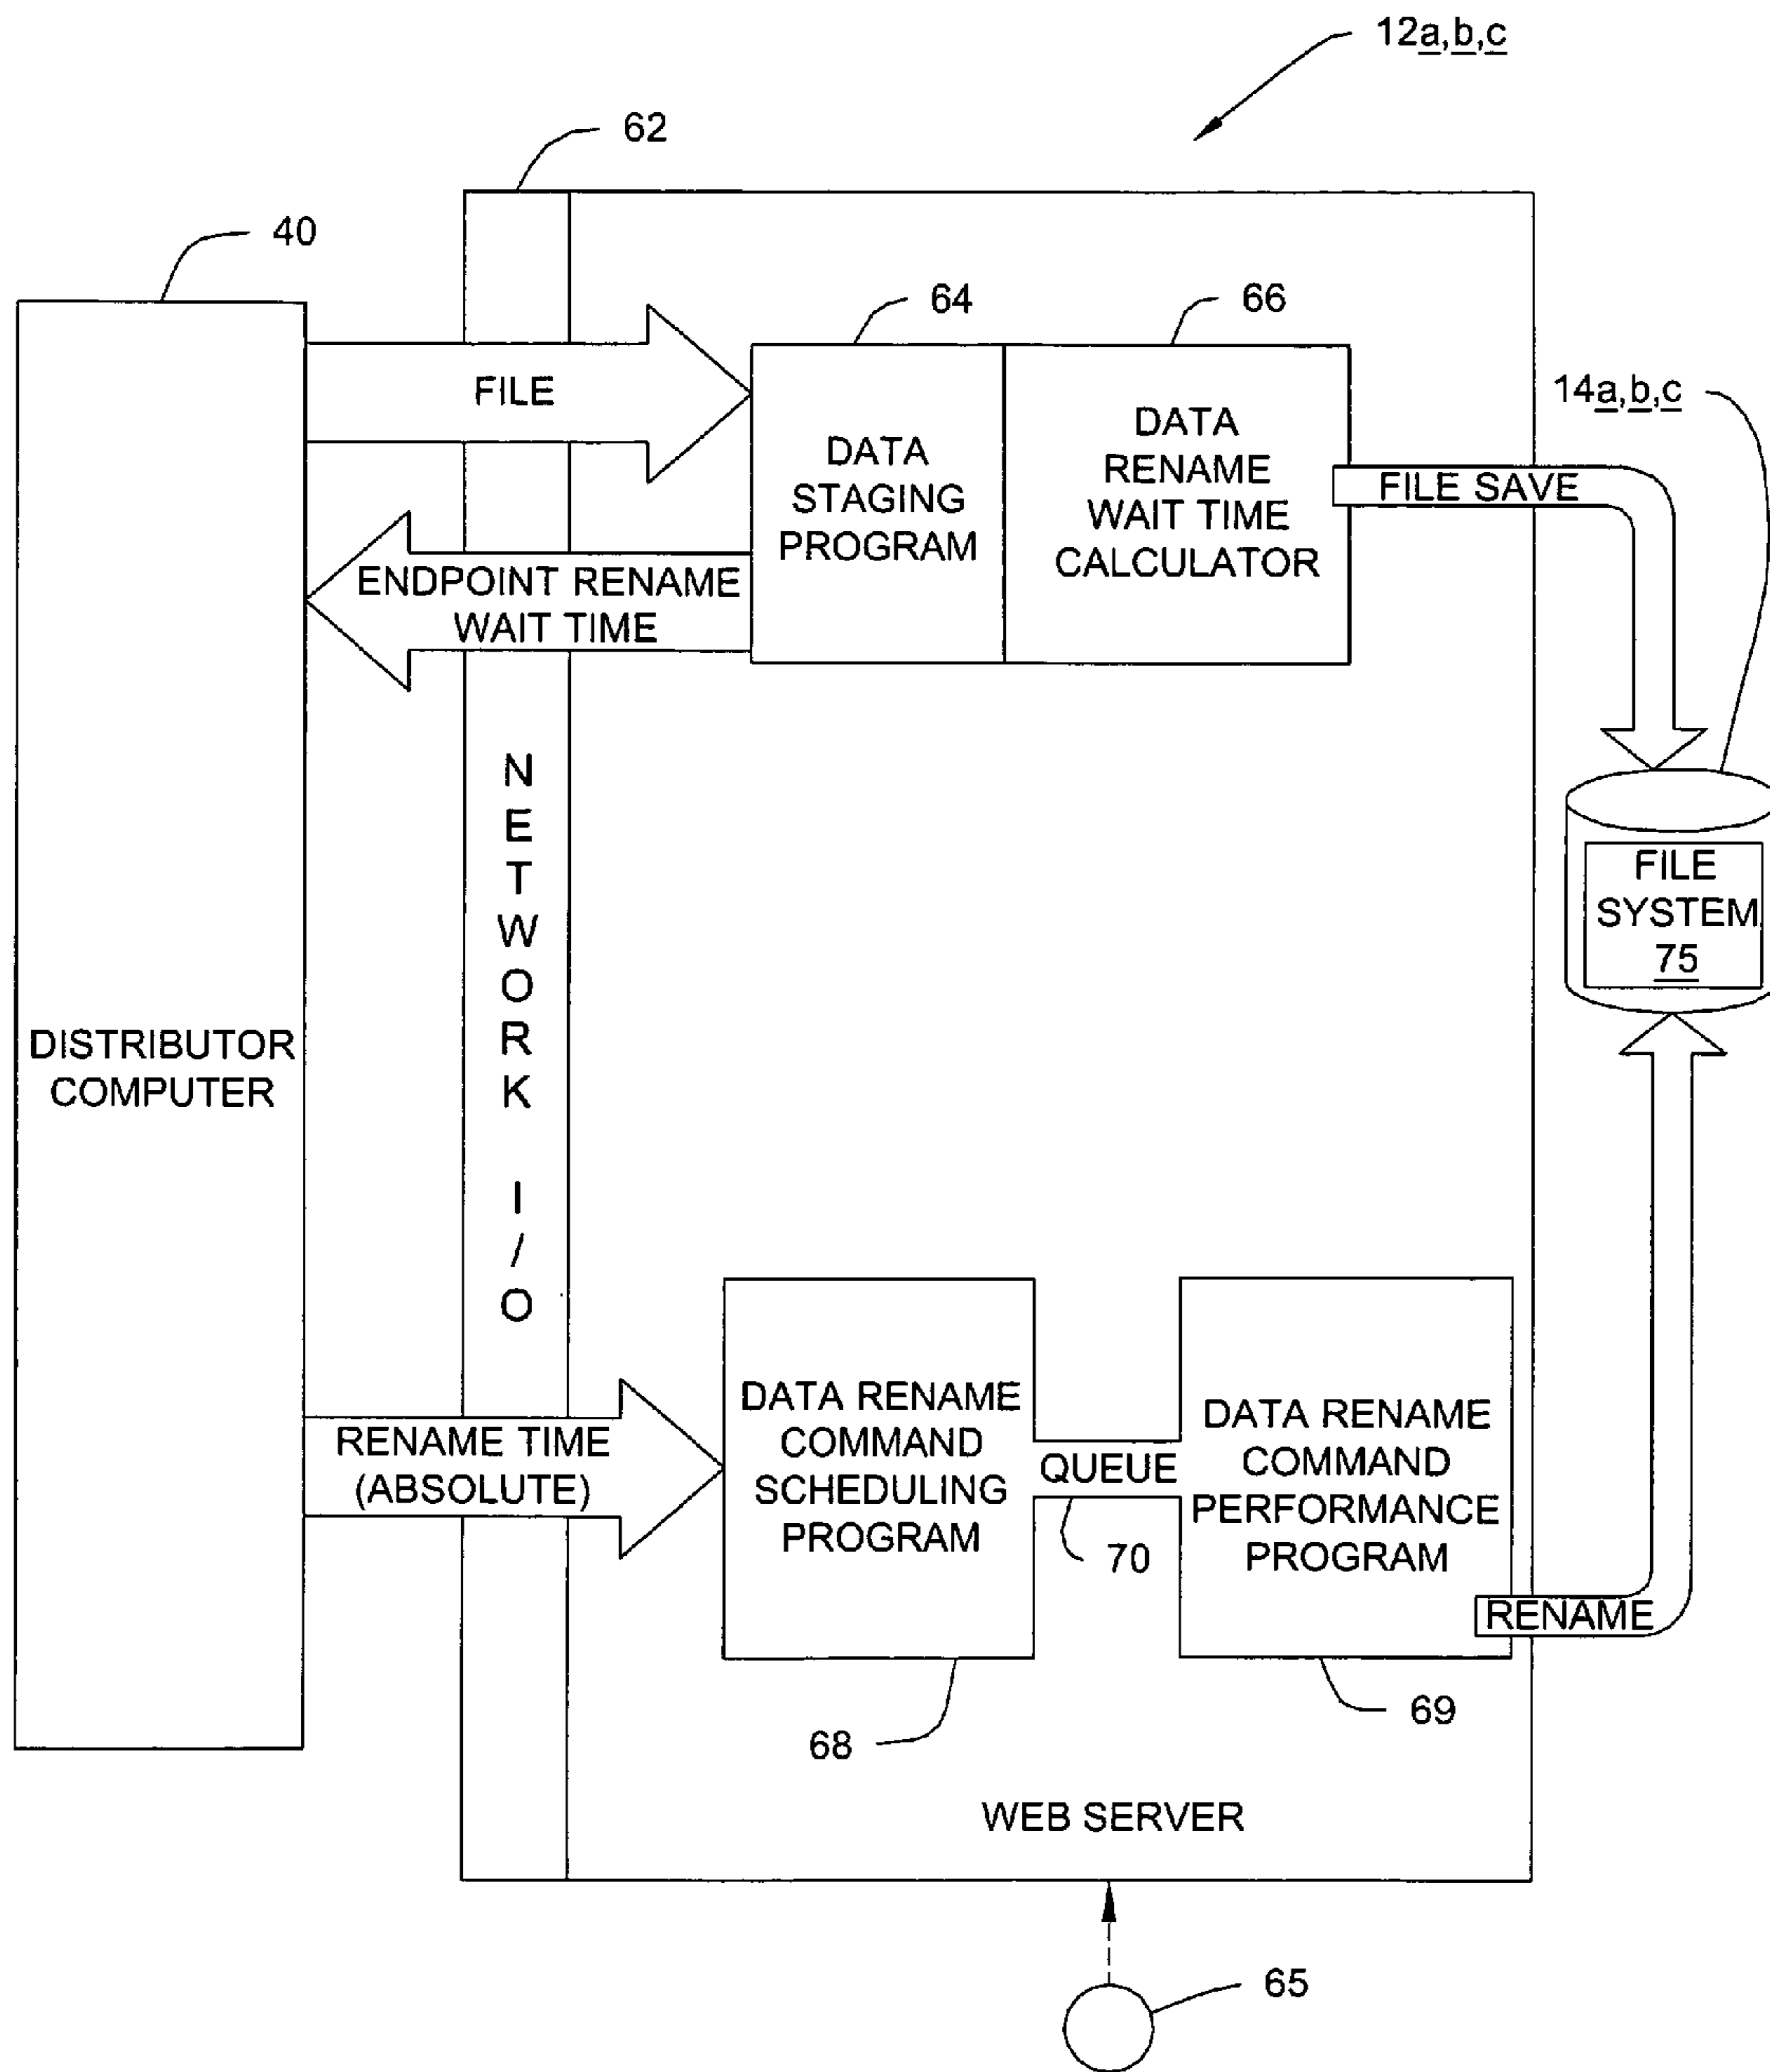 12a,b,c
62
40
64
66
FILE
DATA
STAGING
PROGRAM
DATA
RENAME
WAIT TIME
CALCULATOR
14a,b,c
FILE SAVE
ENDPOINT RENAME
WAIT TIME
NETWORK I/O
FILE
SYSTEM
75
DISTRIBUTOR
COMPUTER
RENAME TIME
(ABSOLUTE)
DATA RENAME
COMMAND
SCHEDULING
PROGRAM
QUEUE
70
DATA RENAME
COMMAND
PERFORMANCE
PROGRAM
RENAME
68
69
WEB SERVER
65